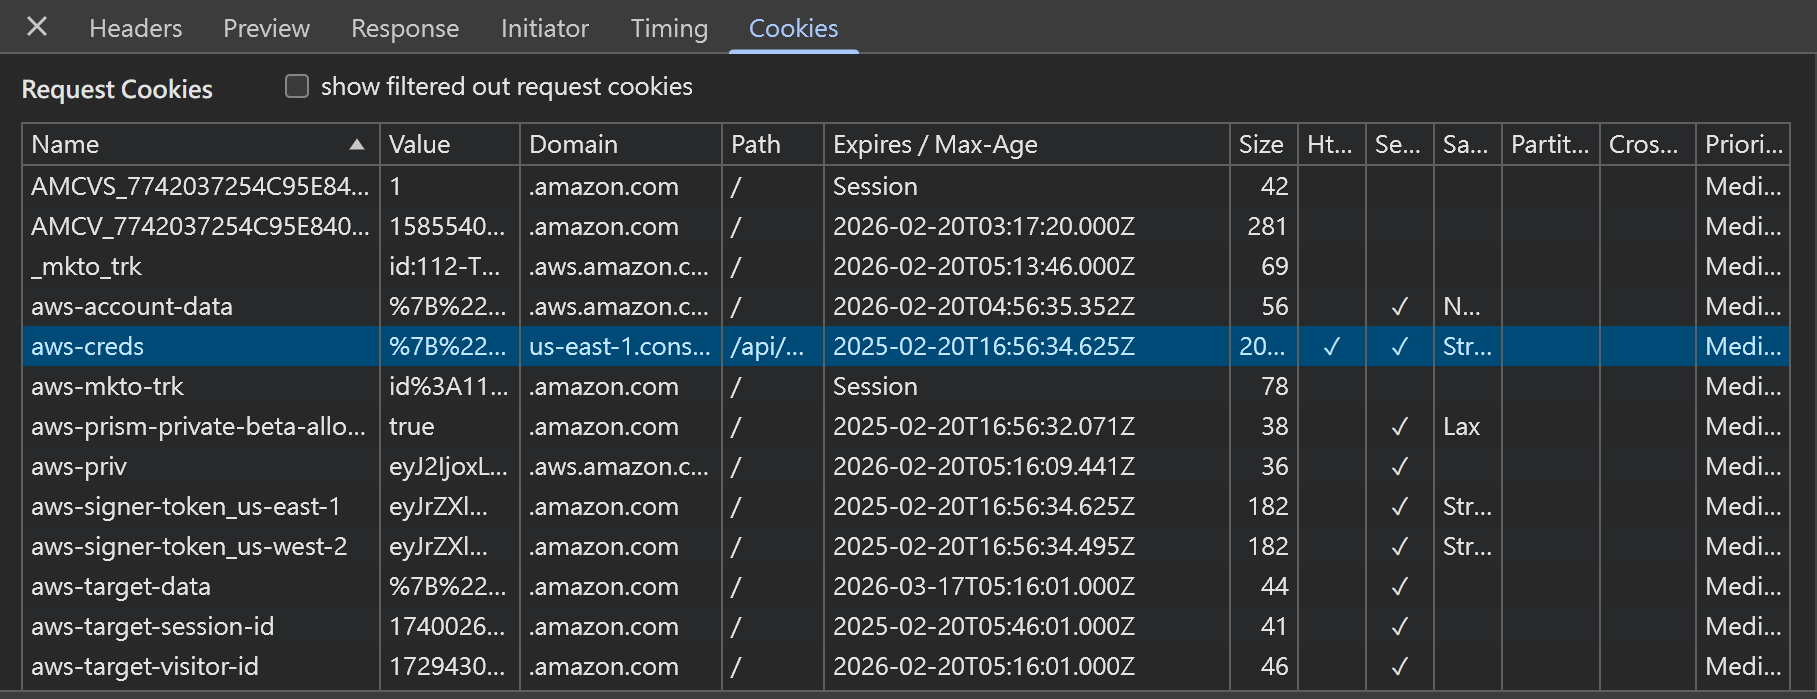 Headers Preview Response Initiator Timing Cookies
Request Cookies show filtered out request cookies
Name Value Domain Path Expires / Max-Age Size Ht... Se... Sa... Partit... Cros... Priori...
AMCVS_7742037254C95E84... 1 .amazon.com / Session 42 Medi...
AMCV_7742037254C95E840... 1585540... .amazon.com / 2026-02-20T03:17:20.000Z 281 Medi...
_mkto_trk id:112-T... .aws.amazon.c... / 2026-02-20T05:13:46.000Z 69 Medi...
aws-account-data %7B%22... .aws.amazon.c... / 2026-02-20T04:56:35.352Z 56 ✓ N... Medi...
aws-creds %7B%22... us-east-1.cons... /api/... 2025-02-20T16:56:34.625Z 20... ✓ ✓ Str... Medi...
aws-mkto-trk id%3A11... .amazon.com / Session 78 Medi...
aws-prism-private-beta-allo... true .amazon.com / 2025-02-20T16:56:32.071Z 38 ✓ Lax Medi...
aws-priv eyJ2IjoxL... .aws.amazon.c... / 2026-02-20T05:16:09.441Z 36 ✓ Medi...
aws-signer-token_us-east-1 eyJrZXl... .amazon.com / 2025-02-20T16:56:34.625Z 182 ✓ Str... Medi...
aws-signer-token_us-west-2 eyJrZXl... .amazon.com / 2025-02-20T16:56:34.495Z 182 ✓ Str... Medi...
aws-target-data %7B%22... .amazon.com / 2026-03-17T05:16:01.000Z 44 ✓ Medi...
aws-target-session-id 1740026... .amazon.com / 2025-02-20T05:46:01.000Z 41 ✓ Medi...
aws-target-visitor-id 1729430... .amazon.com / 2026-02-20T05:16:01.000Z 46 ✓ Medi...